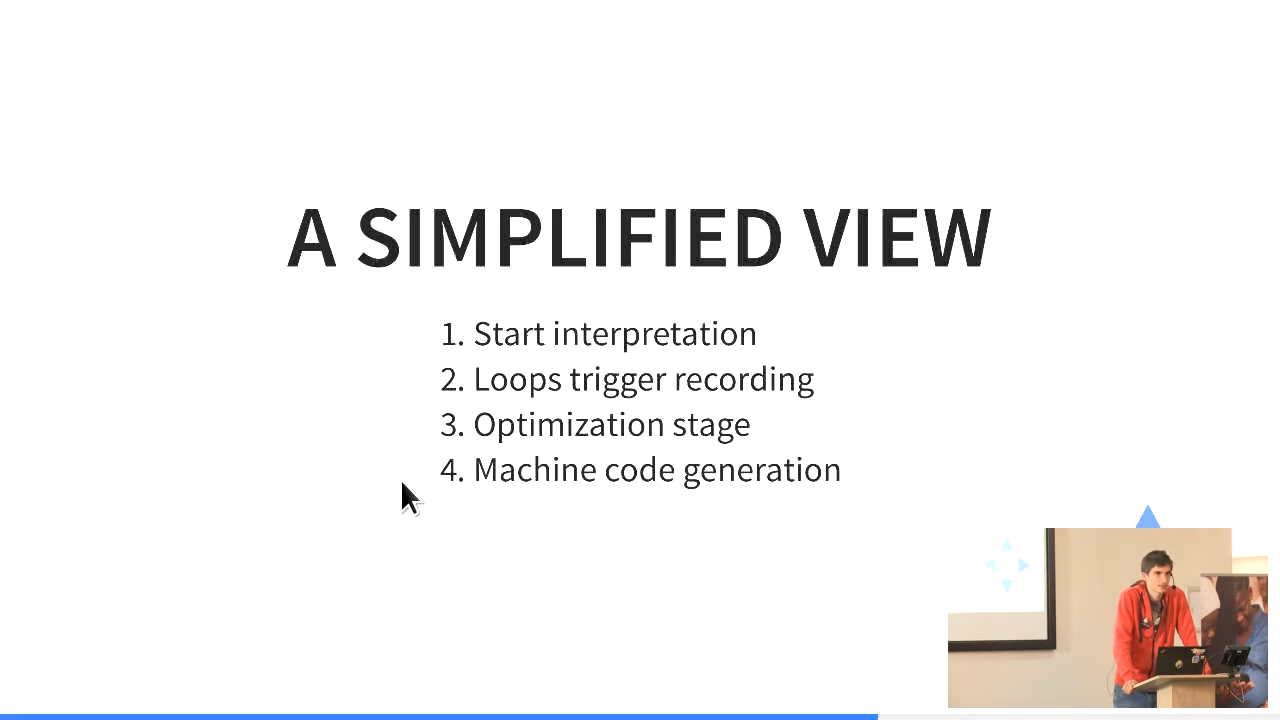 A SIMPLIFIED VIEW
1. Start interpretation
2. Loops trigger recording
3. Optimization stage
4. Machine code generation